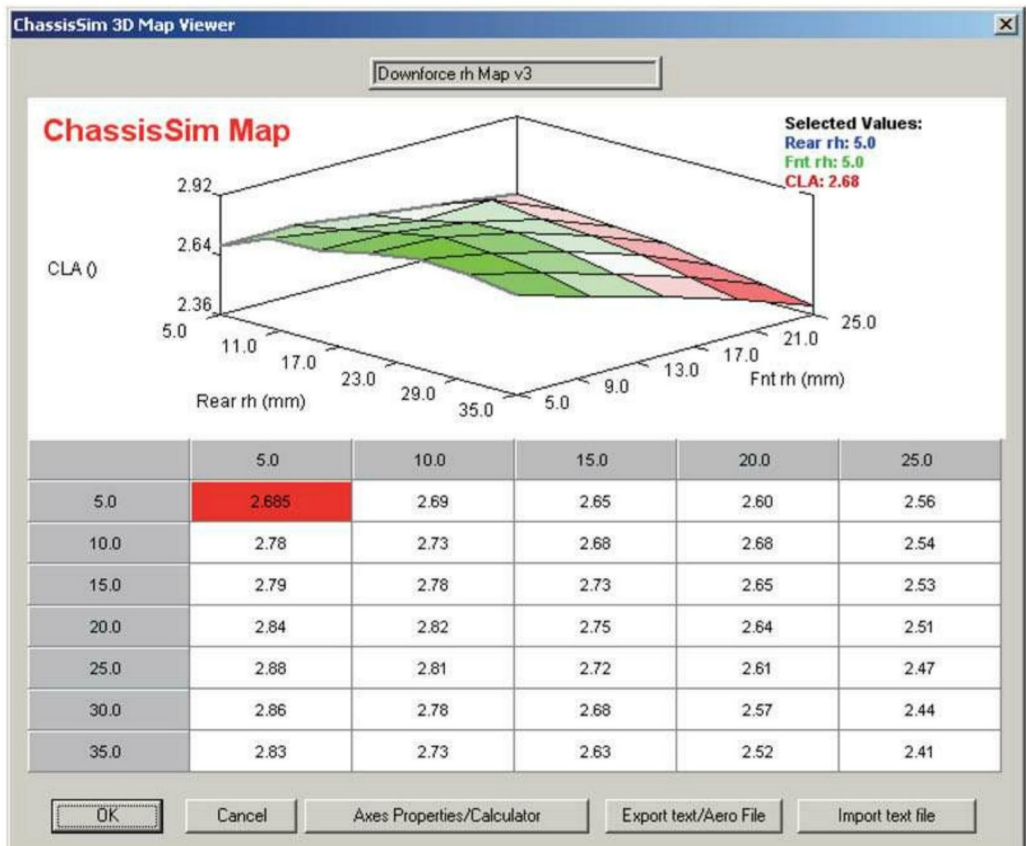 ChassisSim 3D Map Viewer
Downforce rh Map v3
ChassisSim Map
Selected Values:
Rear rh: 5.0
Fnt rh: 5.0
CLA: 2.68
2.92
2.64
2.36
CLA ()
5.0
11.0
17.0
23.0
29.0
35.0
Rear rh (mm)
5.0
9.0
13.0
17.0
21.0
25.0
Fnt rh (mm)
5.0 10.0 15.0 20.0 25.0
5.0 2.685 2.69 2.65 2.60 2.56
10.0 2.78 2.73 2.68 2.68 2.54
15.0 2.79 2.78 2.73 2.65 2.53
20.0 2.84 2.82 2.75 2.64 2.51
25.0 2.88 2.81 2.72 2.61 2.47
30.0 2.86 2.78 2.68 2.57 2.44
35.0 2.83 2.73 2.63 2.52 2.41
OK Cancel Axes Properties/Calculator Export text/Aero File Import text file